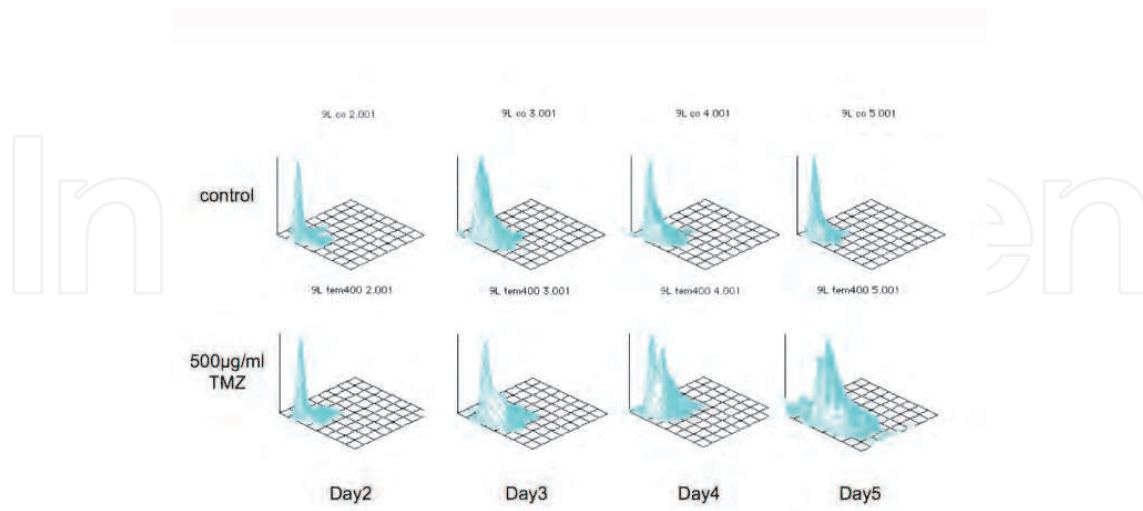 9L co 2.001 9L co 3.001 9L co 4.001 9L co 5.001
control
9L tem400 2.001 9L tem400 3.001 9L tem400 4.001 9L tem400 5.001
500µg/ml
TMZ
Day2 Day3 Day4 Day5
In en